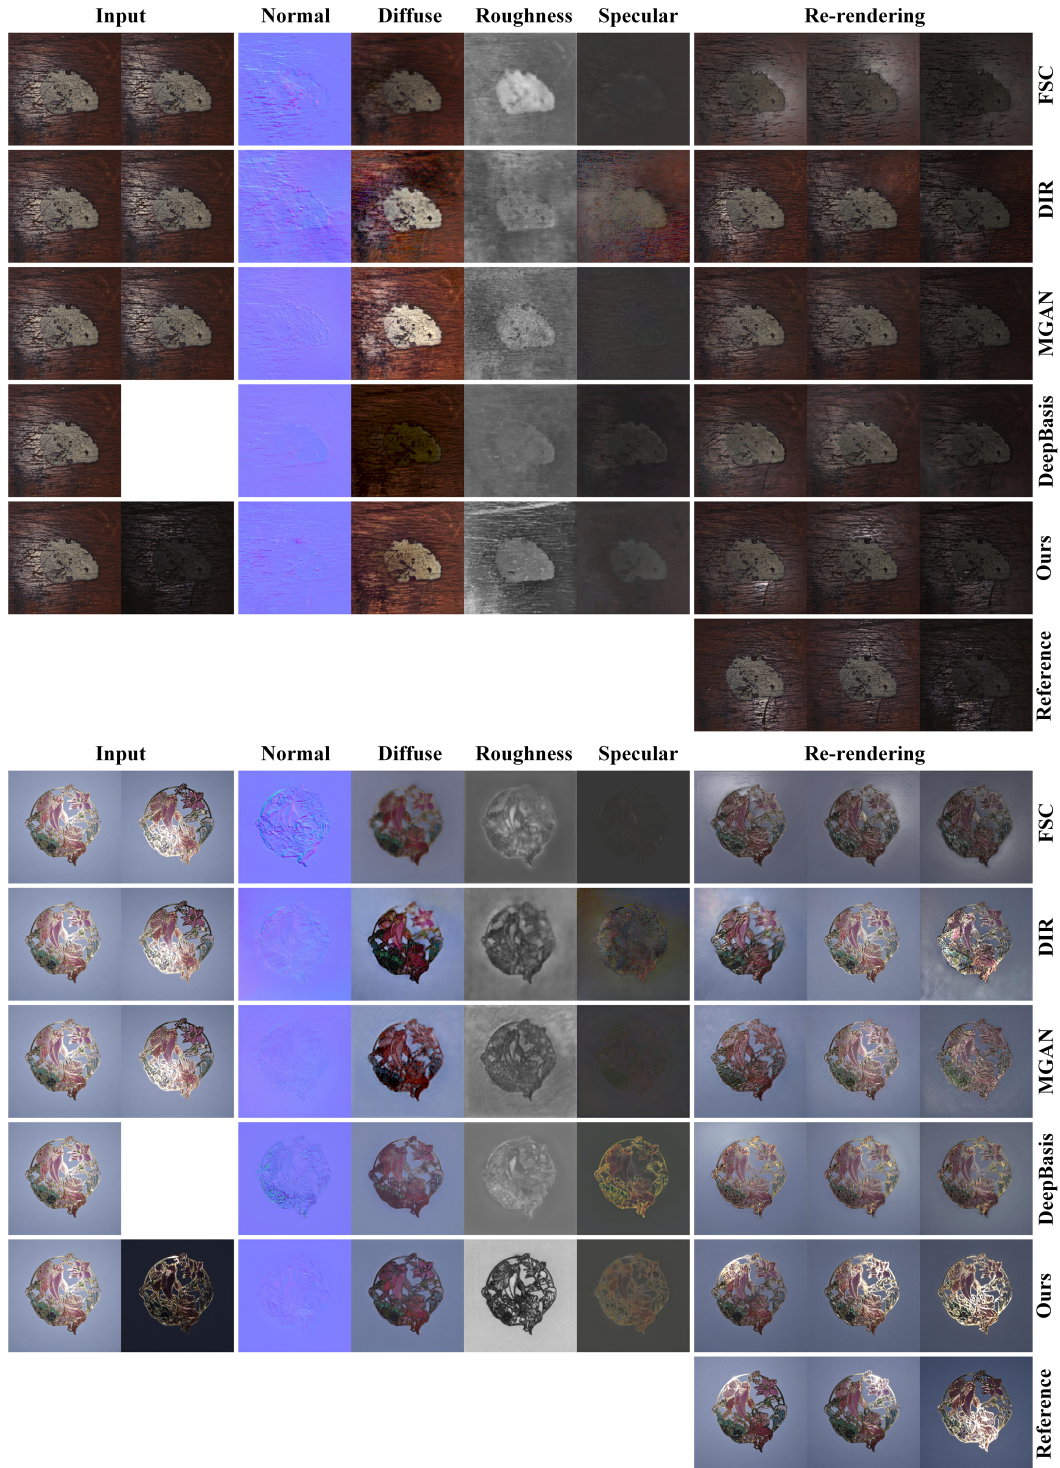 Input Normal Diffuse Roughness Specular Re-rendering
FSC
DIR
MGAN
DeepBasis
Ours
Reference
Input Normal Diffuse Roughness Specular Re-rendering
FSC
DIR
MGAN
DeepBasis
Ours
Reference